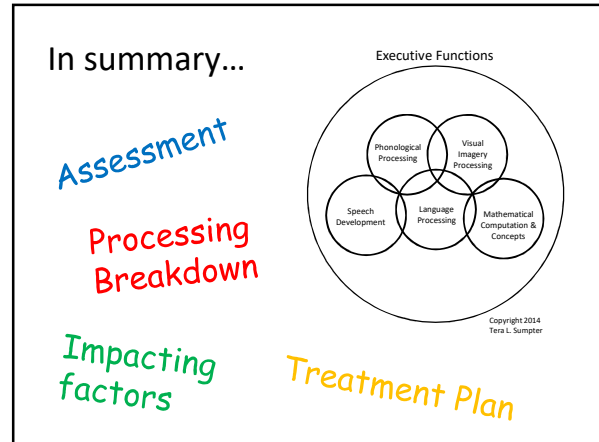 In summary…
Executive Functions
Phonological
Processing
Visual
Imagery
Processing
Speech
Development
Language
Processing
Mathematical
Computation &
Concepts
Copyright 2014
Tera L. Sumpter
Assessment
Processing
Breakdown
Impacting
factors
Treatment Plan